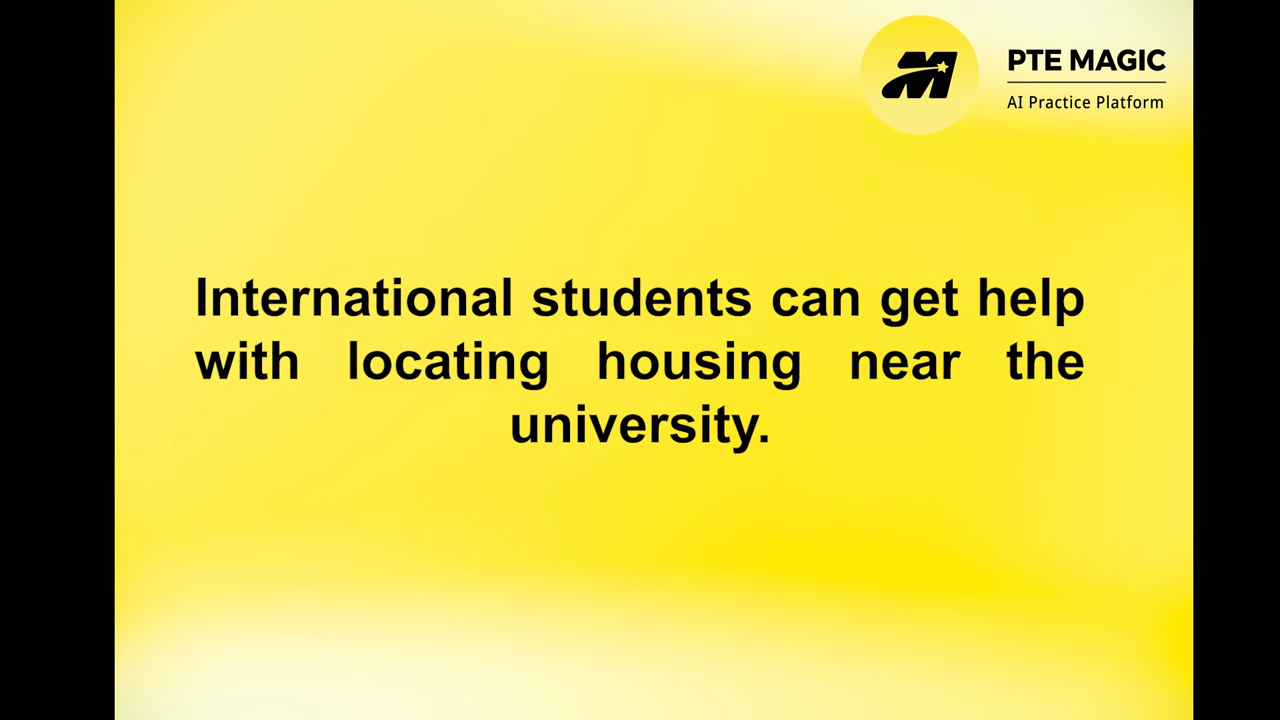 PTE MAGIC
AI Practice Platform
International students can get help
with locating housing near the
university.